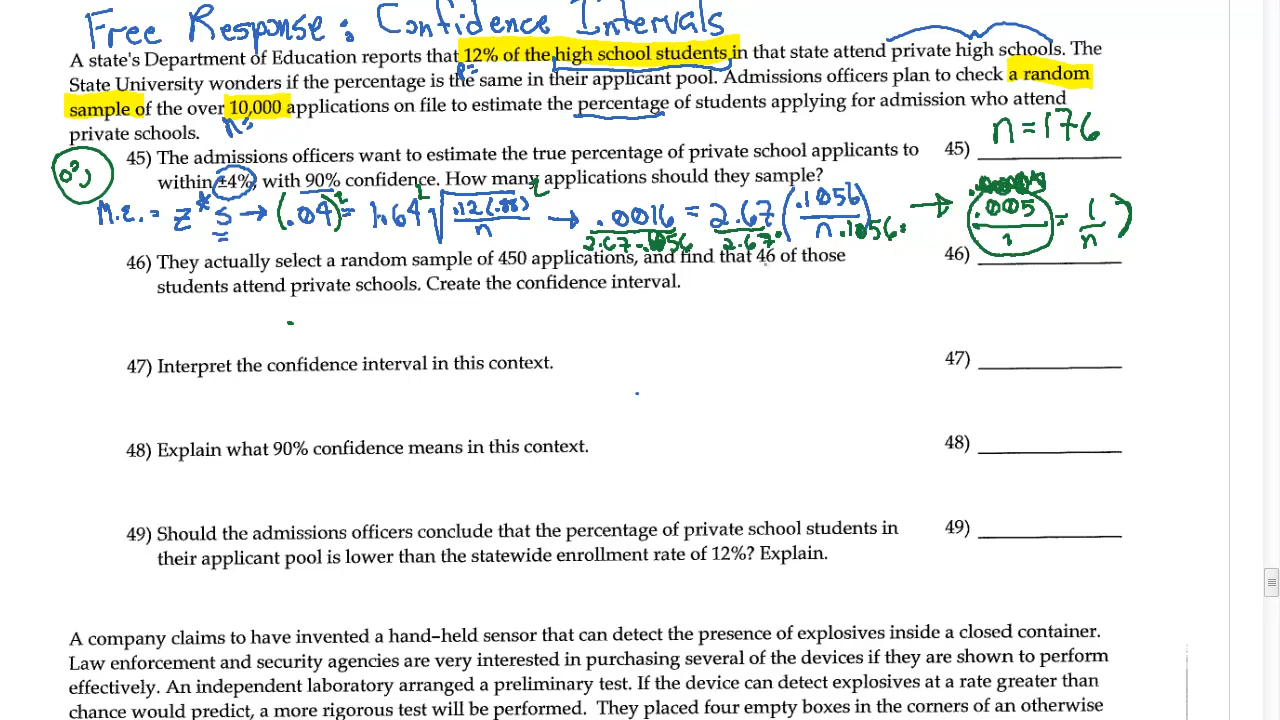 Free Response: Confidence Intervals
A state's Department of Education reports that 12% of the high school students in that state attend private high schools. The
State University wonders if the percentage is the same in their applicant pool. Admissions officers plan to check a random
sample of the over 10,000 applications on file to estimate the percentage of students applying for admission who attend
private schools.
P=
n=
n=176
45) The admissions officers want to estimate the true percentage of private school applicants to 45)
within ±4%, with 90% confidence. How many applications should they sample?
M.E. = z* s → (.04)² = 1.64² √.12(.88)/n ² → .0016 = 2.67 (.1056/n) → .005/1 = 1/n )
2.67 · .1056 2.67 · .1056
46) They actually select a random sample of 450 applications, and find that 46 of those 46)
students attend private schools. Create the confidence interval.
47) Interpret the confidence interval in this context. 47)
48) Explain what 90% confidence means in this context. 48)
49) Should the admissions officers conclude that the percentage of private school students in 49)
their applicant pool is lower than the statewide enrollment rate of 12%? Explain.
A company claims to have invented a hand-held sensor that can detect the presence of explosives inside a closed container.
Law enforcement and security agencies are very interested in purchasing several of the devices if they are shown to perform
effectively. An independent laboratory arranged a preliminary test. If the device can detect explosives at a rate greater than
chance would predict, a more rigorous test will be performed. They placed four empty boxes in the corners of an otherwise